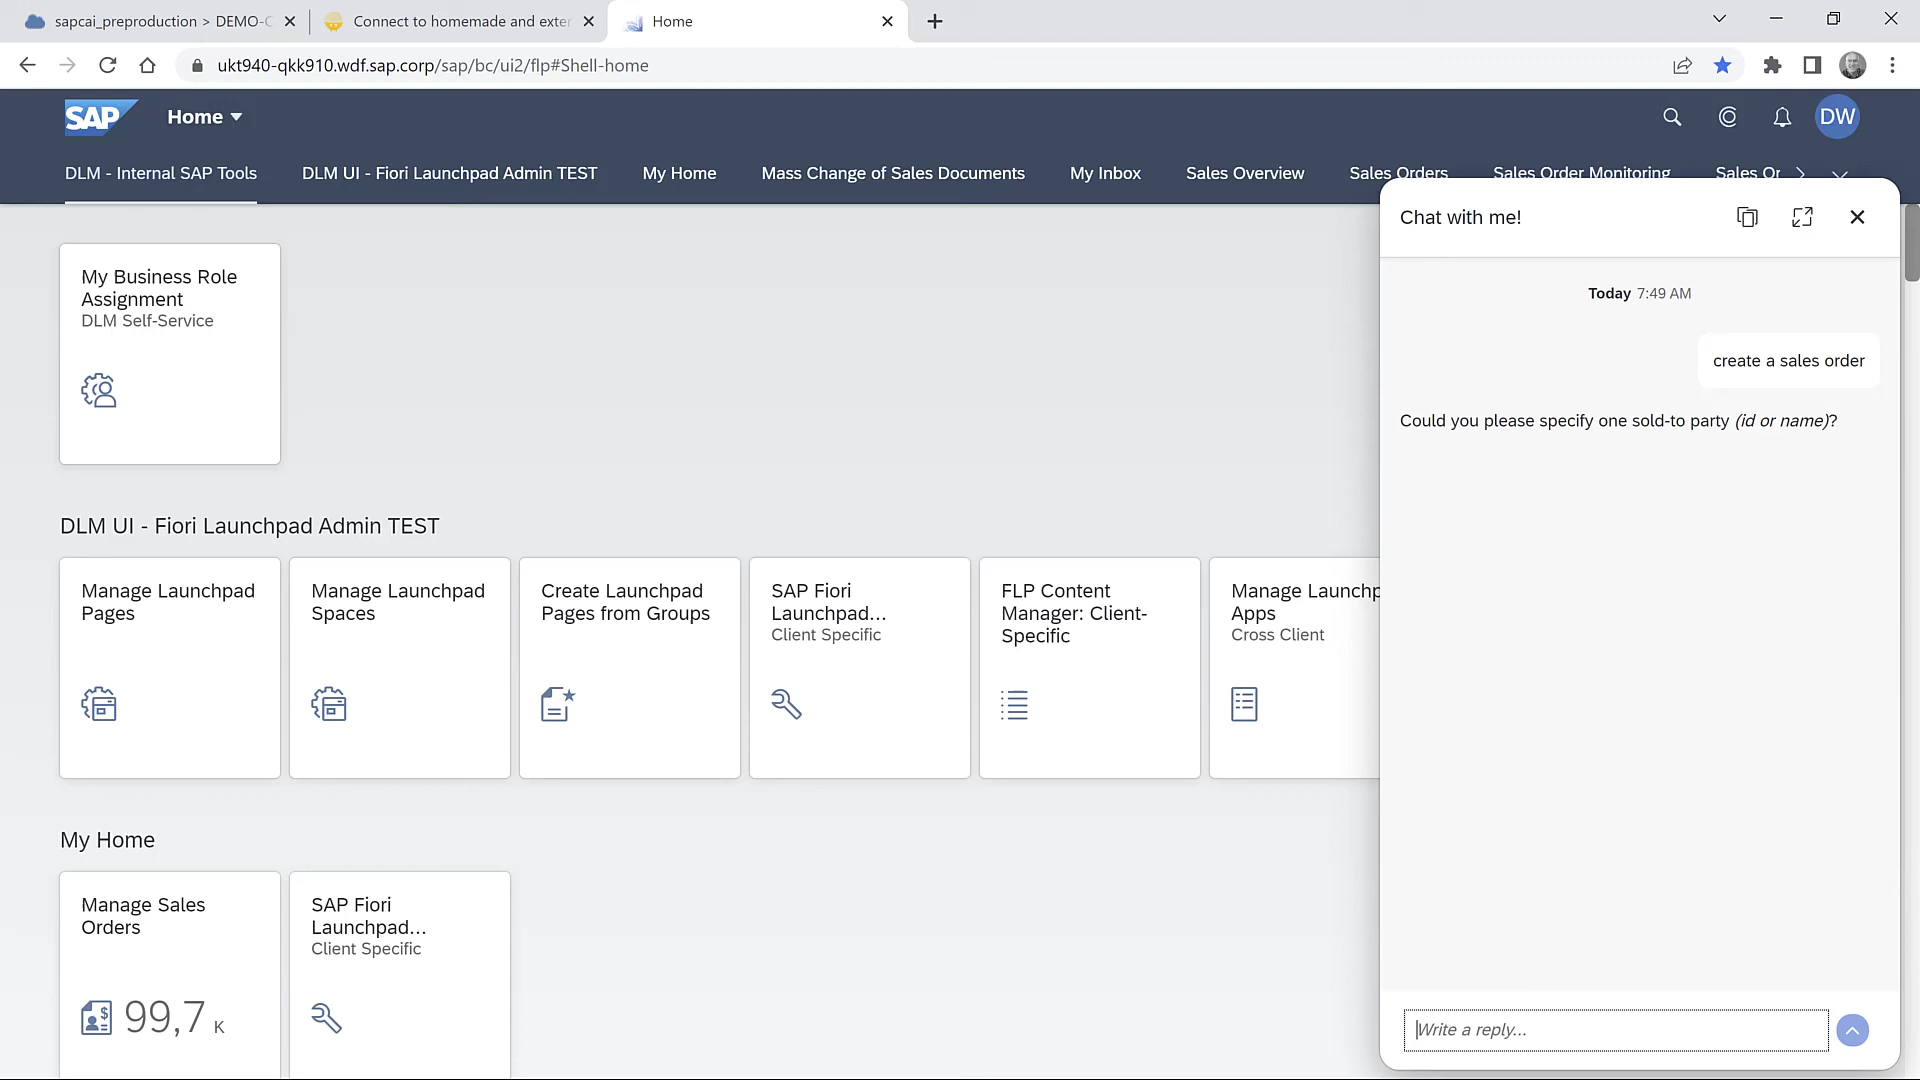 sapcai_preproduction > DEMO-C
Connect to homemade and exter
Home
ukt940-qkk910.wdf.sap.corp/sap/bc/ui2/flp#Shell-home
SAP
Home
DW
DLM - Internal SAP Tools
DLM UI - Fiori Launchpad Admin TEST
My Home
Mass Change of Sales Documents
My Inbox
Sales Overview
Sales Orders
Sales Order Monitoring
Sales Or
My Business Role
Assignment
DLM Self-Service
DLM UI - Fiori Launchpad Admin TEST
Manage Launchpad
Pages
Manage Launchpad
Spaces
Create Launchpad
Pages from Groups
SAP Fiori
Launchpad...
Client Specific
FLP Content
Manager: Client-
Specific
Manage Launchp
Apps
Cross Client
My Home
Manage Sales
Orders
99,7 K
SAP Fiori
Launchpad...
Client Specific
Chat with me!
Today 7:49 AM
create a sales order
Could you please specify one sold-to party (id or name)?
Write a reply...